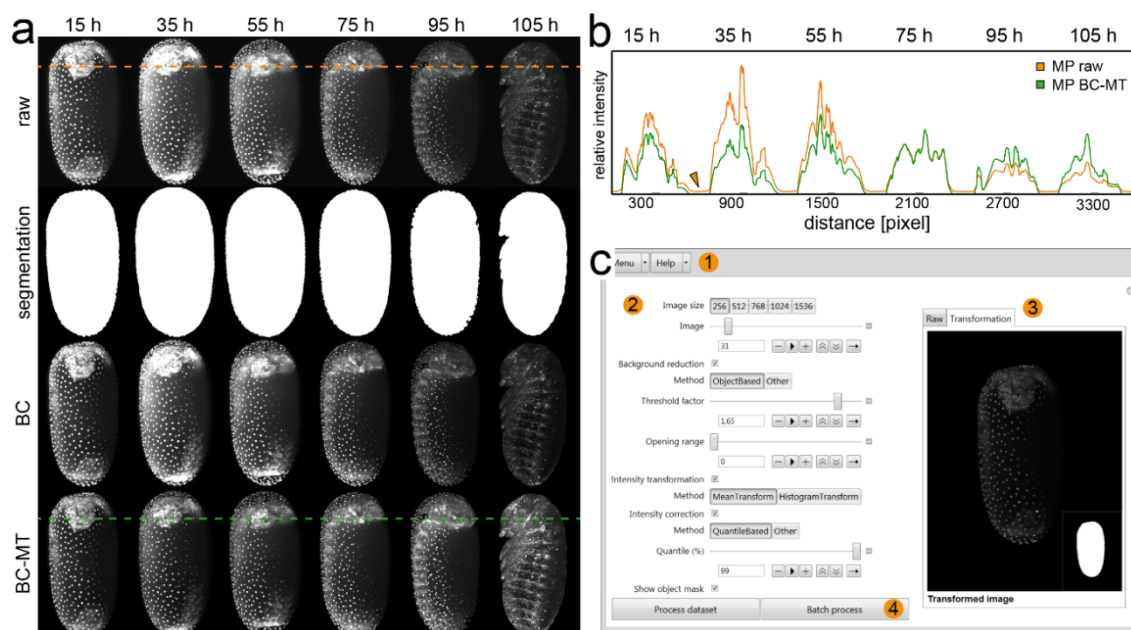 a
15 h 35 h 55 h 75 h 95 h 105 h
raw
segmentation
BC
BC-MT
b
15 h 35 h 55 h 75 h 95 h 105 h
MP raw
MP BC-MT
relative intensity
300 900 1500 2100 2700 3300
distance [pixel]
c
Menu Help 1
2
Image size 256 512 768 1024 1536
Image
31
Background reduction
Method ObjectBased Other
Threshold factor
1.65
Opening range
0
Intensity transformation
Method MeanTransform HistogramTransform
Intensity correction
Method QuantileBased Other
Quantile (%)
99
Show object mask
Process dataset Batch process 4
Raw Transformation 3
Transformed image